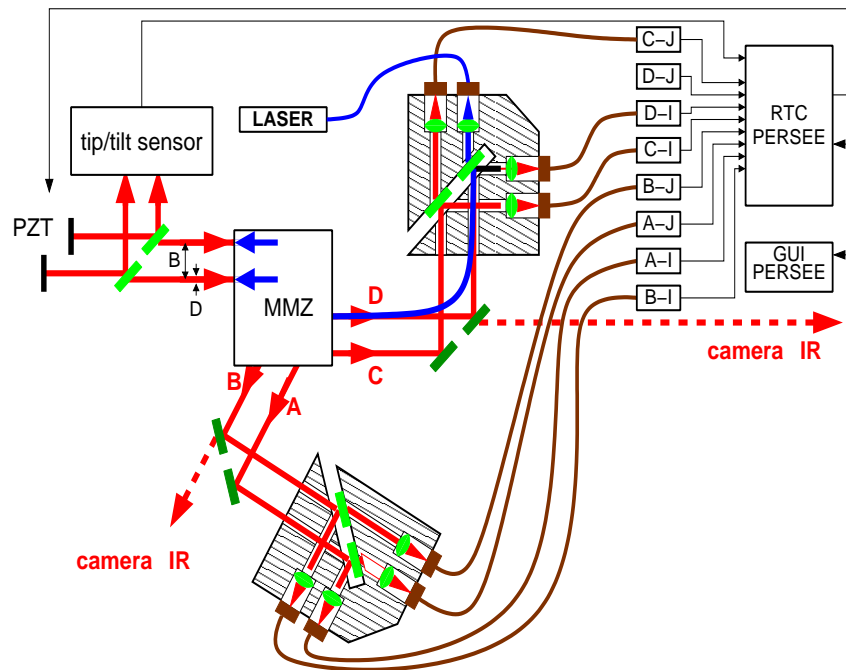 C–J
D–J
LASER
RTC
PERSEE
D–I
tip/tilt sensor
C–I
B–J
PZT
A–J
B
GUI
PERSEE
A–I
D
MMZ
D
B–I
C
camera IR
B
A
camera IR